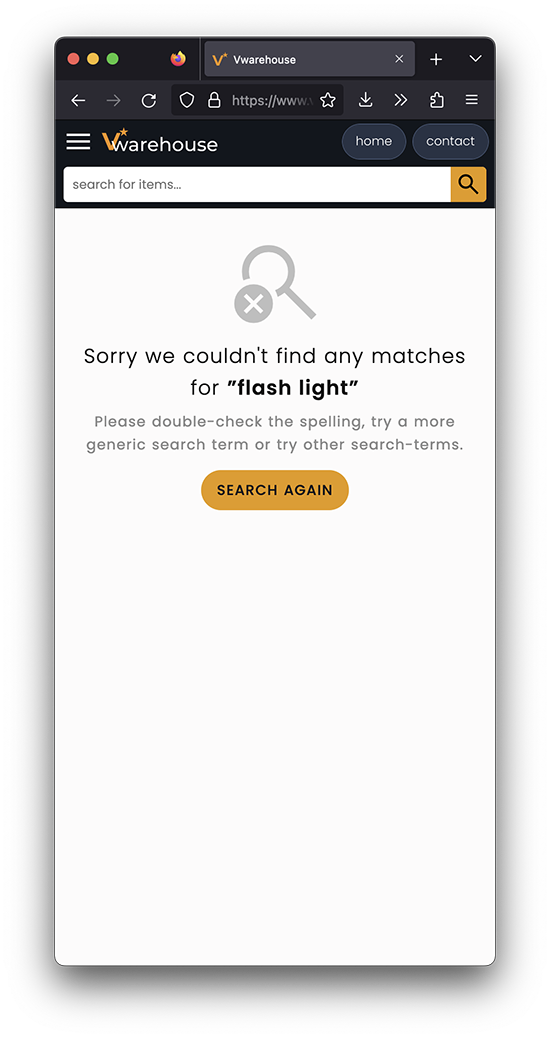 Vwarehouse
https://www.
Vwarehouse
home
contact
search for items...
Sorry we couldn't find any matches
for ”flash light”
Please double-check the spelling, try a more
generic search term or try other search-terms.
SEARCH AGAIN